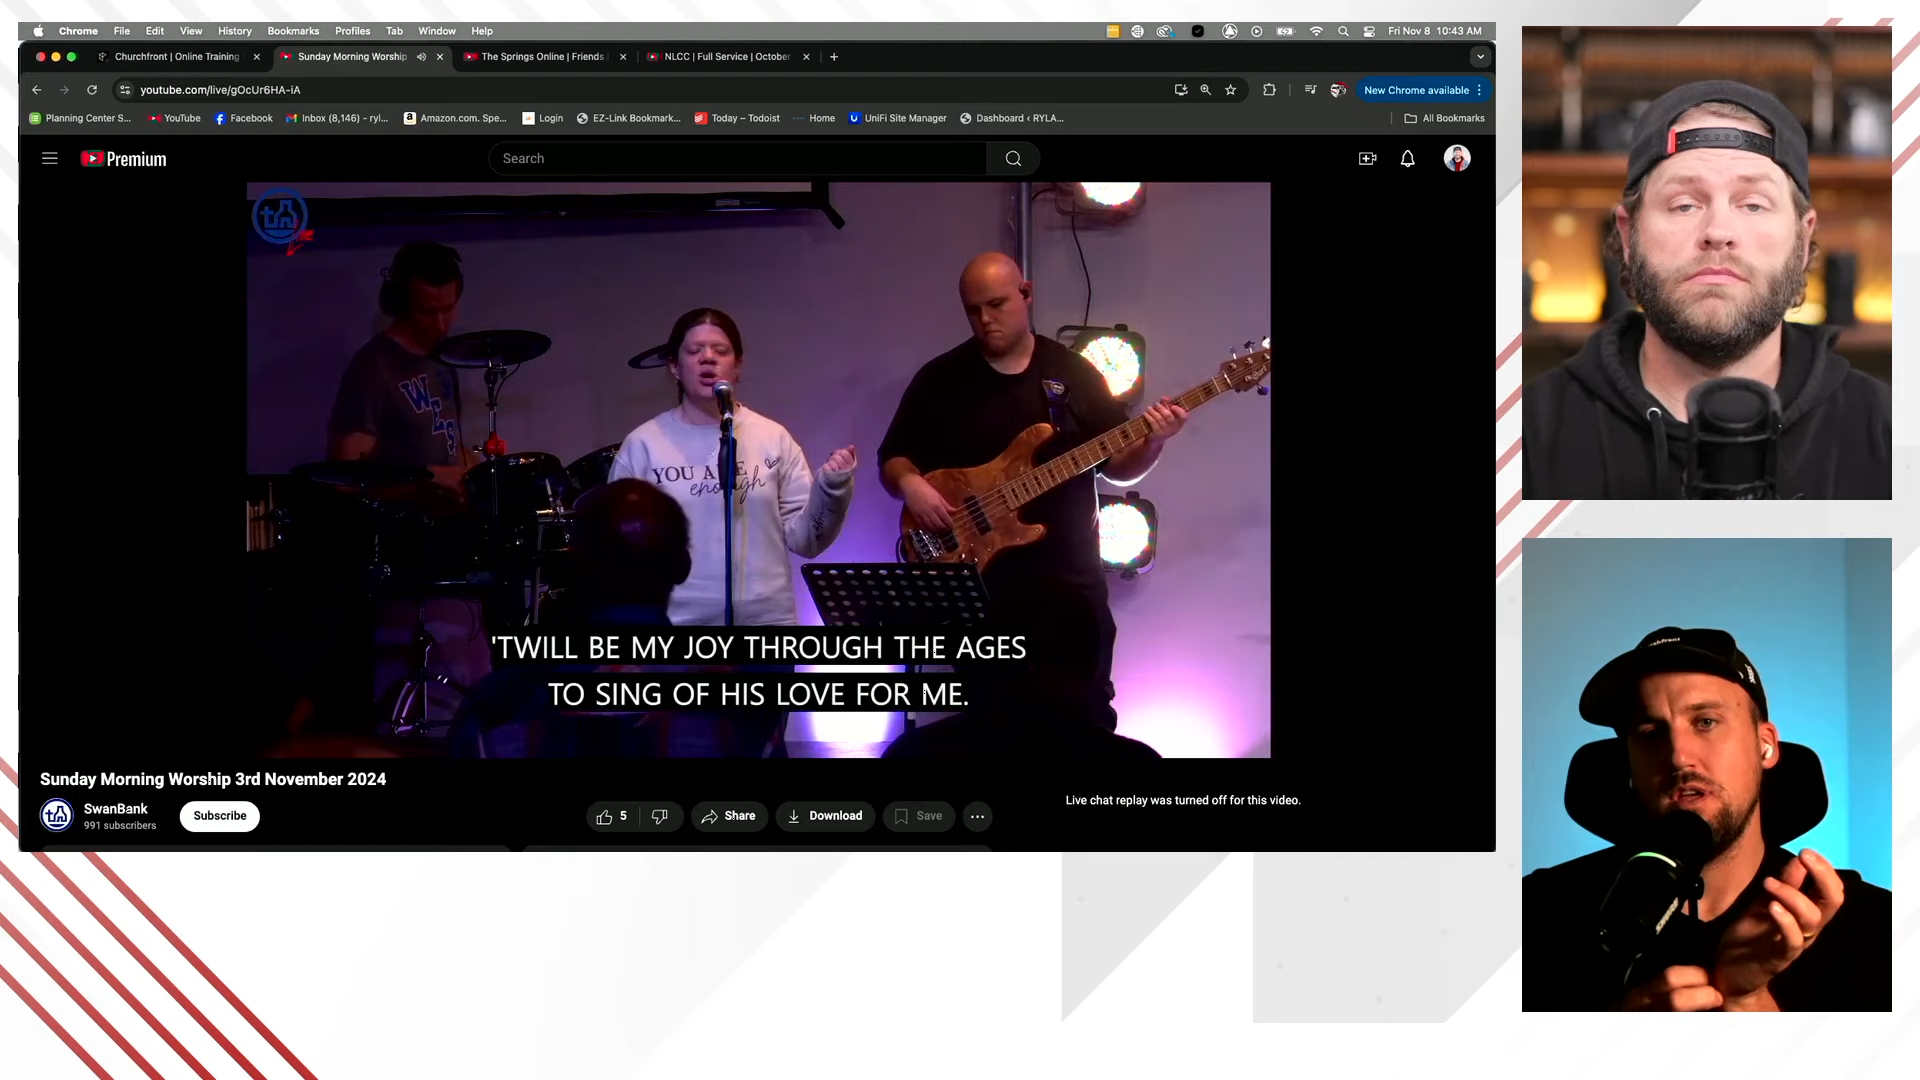 Chrome File Edit View History Bookmarks Profiles Tab Window Help Fri Nov 8 10:43 AM
Churchfront | Online Training Sunday Morning Worship The Springs Online | Friends NLCC | Full Service | October
youtube.com/live/gOcUr6HA-iA New Chrome available
Planning Center S... YouTube Facebook Inbox (8,146) – ryl... Amazon.com. Spe... Login EZ-Link Bookmark... Today – Todoist Home UniFi Site Manager Dashboard ‹ RYLA... All Bookmarks
Premium Search
YOU ARE
enough
'TWILL BE MY JOY THROUGH THE AGES
TO SING OF HIS LOVE FOR ME.
Sunday Morning Worship 3rd November 2024
SwanBank
991 subscribers
Subscribe
5 Share Download Save
Live chat replay was turned off for this video.